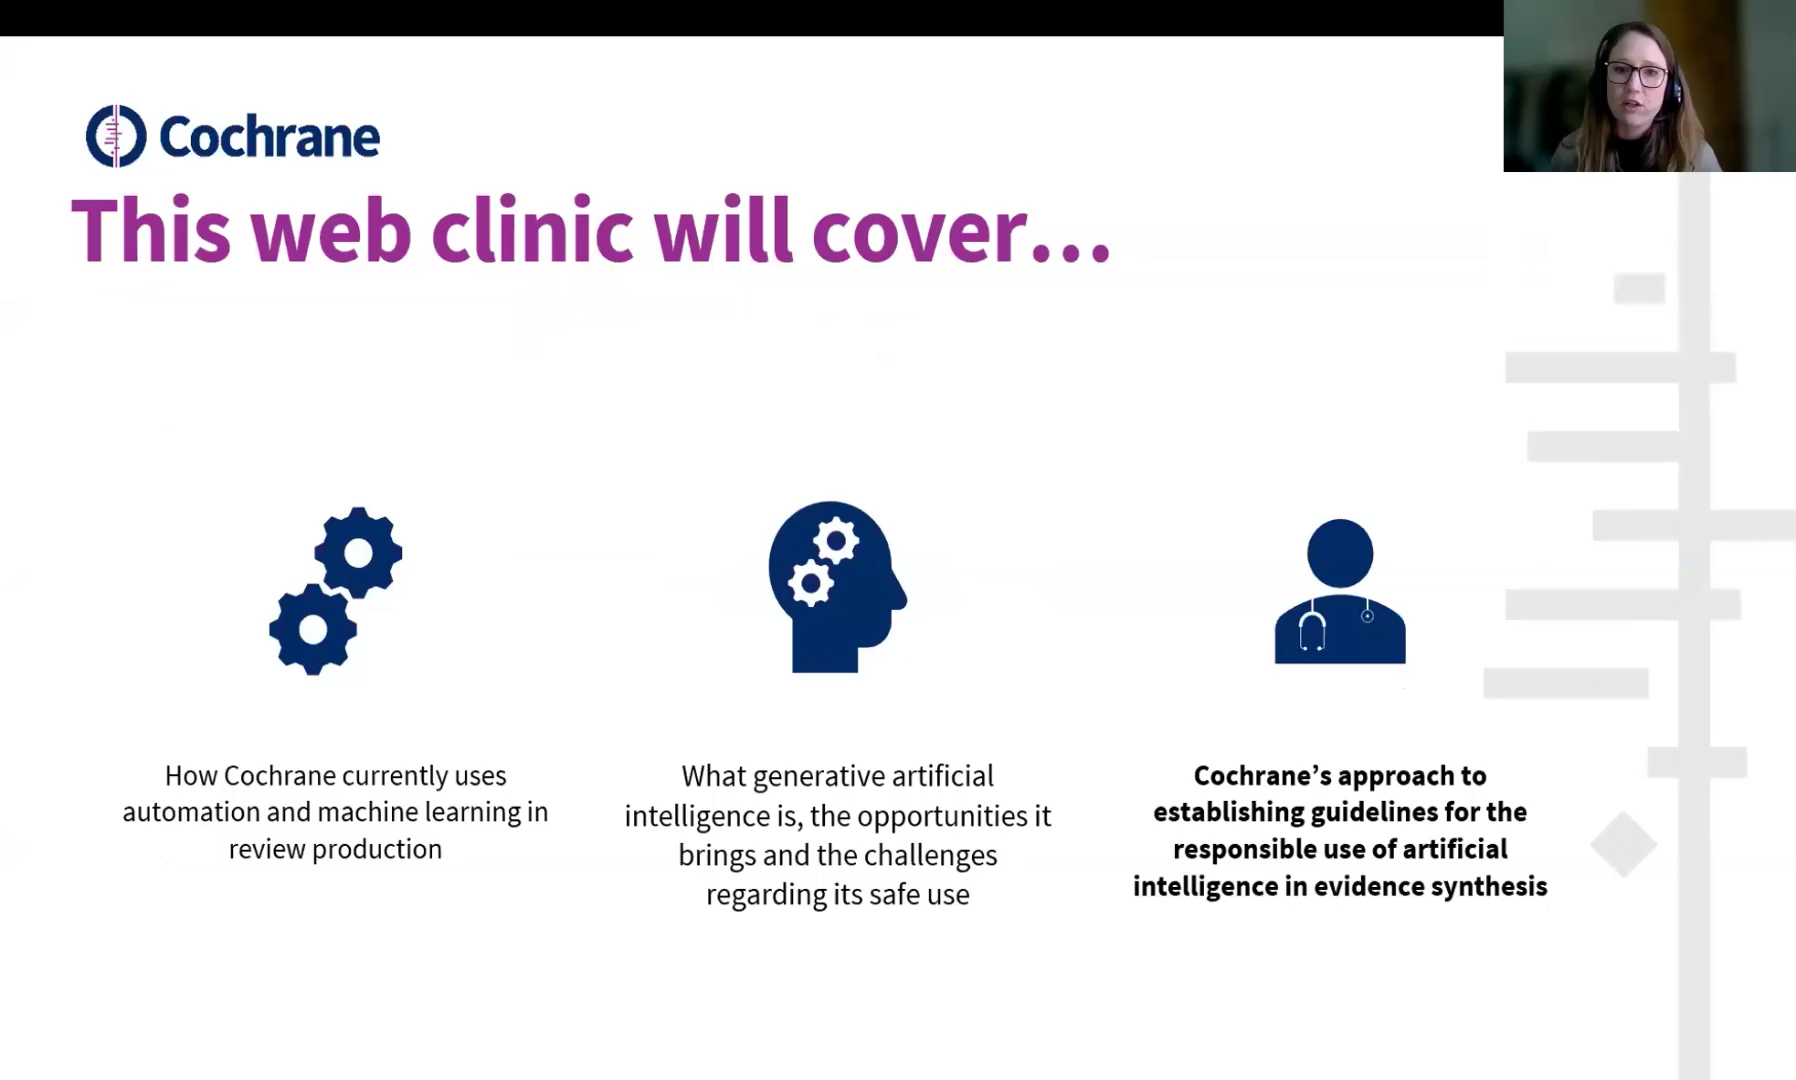 Cochrane
This web clinic will cover...
How Cochrane currently uses
automation and machine learning in
review production
What generative artificial
intelligence is, the opportunities it
brings and the challenges
regarding its safe use
Cochrane’s approach to
establishing guidelines for the
responsible use of artificial
intelligence in evidence synthesis